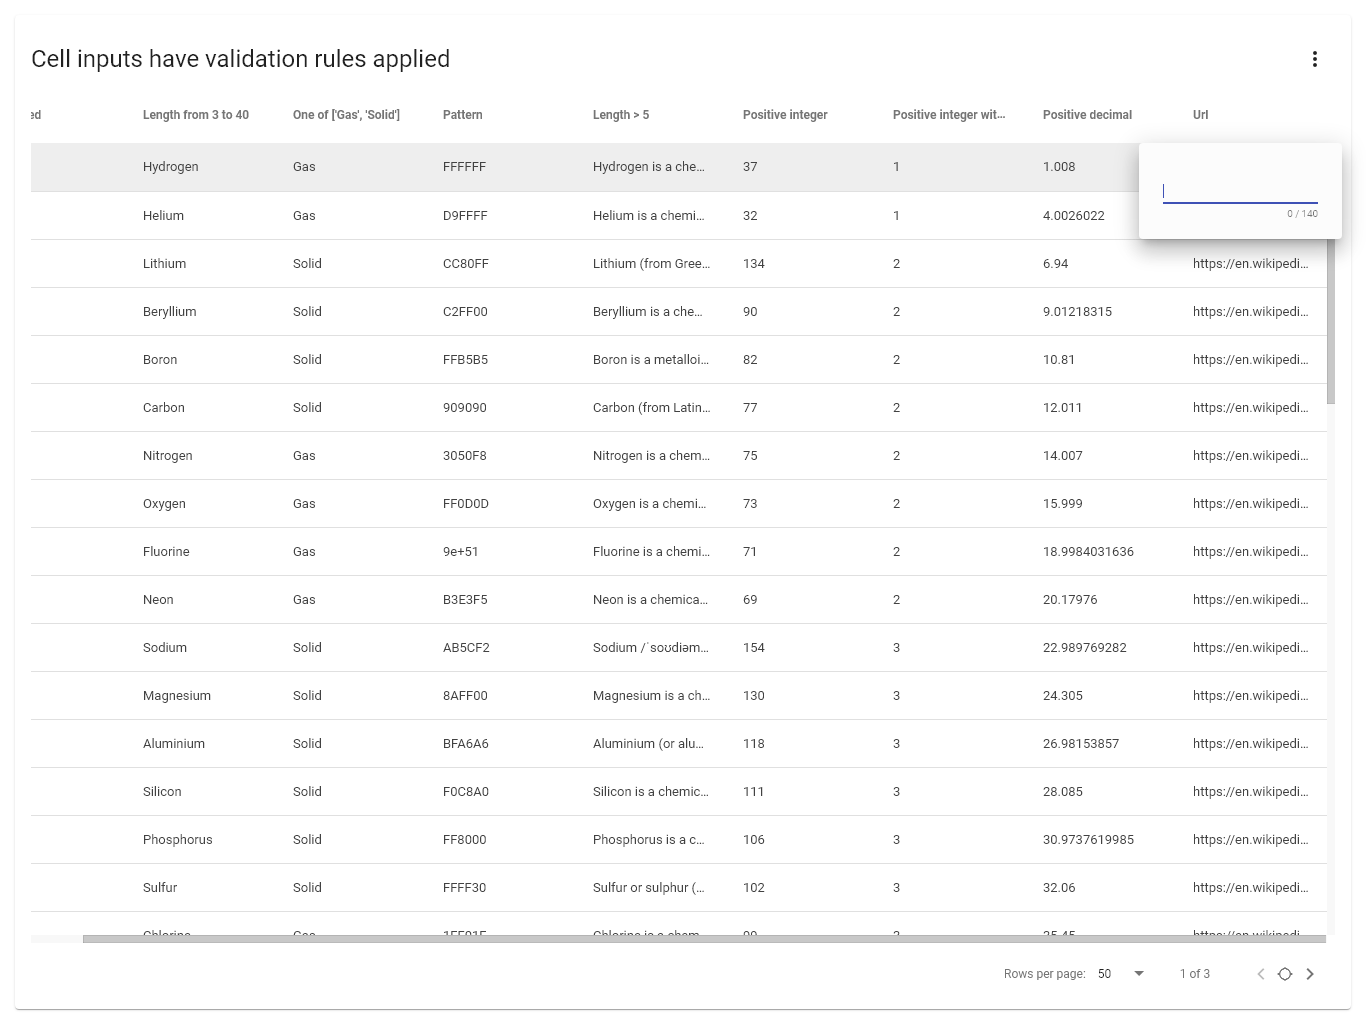 Cell inputs have validation rules applied
ed Length from 3 to 40 One of ['Gas', 'Solid'] Pattern Length > 5 Positive integer Positive integer wit... Positive decimal Url
Hydrogen Gas FFFFFF Hydrogen is a che... 37 1 1.008
0 / 140
Helium Gas D9FFFF Helium is a chemi... 32 1 4.0026022
Lithium Solid CC80FF Lithium (from Gree... 134 2 6.94 https://en.wikipedi...
Beryllium Solid C2FF00 Beryllium is a che... 90 2 9.01218315 https://en.wikipedi...
Boron Solid FFB5B5 Boron is a metalloi... 82 2 10.81 https://en.wikipedi...
Carbon Solid 909090 Carbon (from Latin... 77 2 12.011 https://en.wikipedi...
Nitrogen Gas 3050F8 Nitrogen is a chem... 75 2 14.007 https://en.wikipedi...
Oxygen Gas FF0D0D Oxygen is a chemi... 73 2 15.999 https://en.wikipedi...
Fluorine Gas 9e+51 Fluorine is a chemi... 71 2 18.9984031636 https://en.wikipedi...
Neon Gas B3E3F5 Neon is a chemica... 69 2 20.17976 https://en.wikipedi...
Sodium Solid AB5CF2 Sodium /ˈsoʊdiəm... 154 3 22.989769282 https://en.wikipedi...
Magnesium Solid 8AFF00 Magnesium is a ch... 130 3 24.305 https://en.wikipedi...
Aluminium Solid BFA6A6 Aluminium (or alu... 118 3 26.98153857 https://en.wikipedi...
Silicon Solid F0C8A0 Silicon is a chemic... 111 3 28.085 https://en.wikipedi...
Phosphorus Solid FF8000 Phosphorus is a c... 106 3 30.9737619985 https://en.wikipedi...
Sulfur Solid FFFF30 Sulfur or sulphur (... 102 3 32.06 https://en.wikipedi...
Chlorine Gas 1FF01F Chlorine is a chem... 99 3 35.45 https://en.wikipedi...
Rows per page: 50 1 of 3